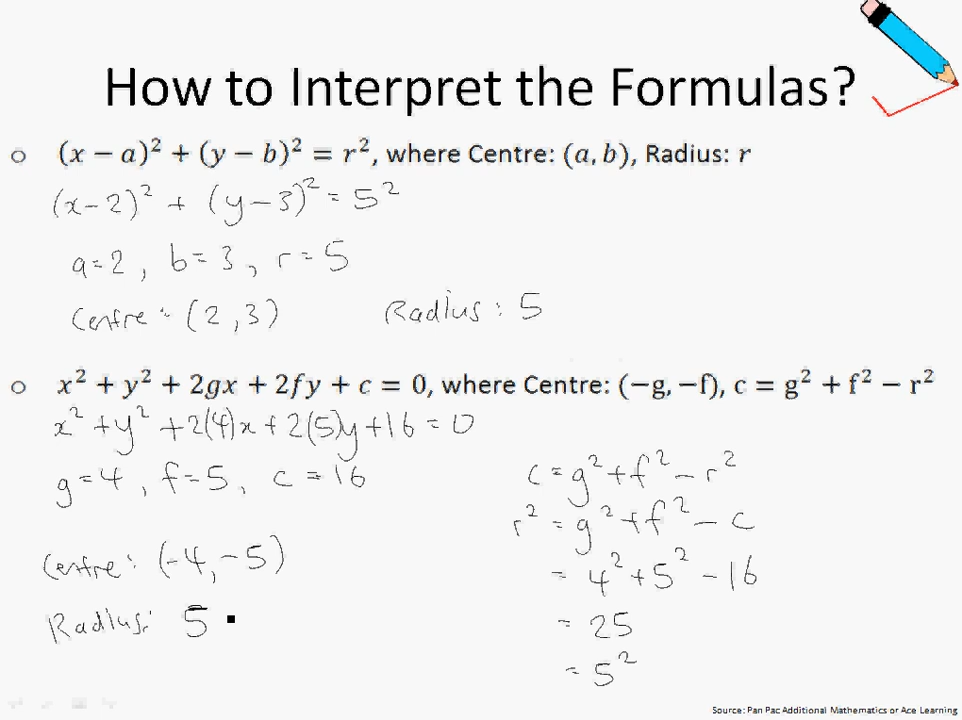 How to Interpret the Formulas?
○ (x − a)² + (y − b)² = r², where Centre: (a, b), Radius: r
(x-2)² + (y-3)² = 5²
a=2, b=3, r=5
Centre: (2,3) Radius: 5
○ x² + y² + 2gx + 2fy + c = 0, where Centre: (−g, −f), c = g² + f² − r²
x² + y² + 2(4)x + 2(5)y + 16 = 0
g=4, f=5, c=16
Centre: (-4,-5)
Radius: 5
c = g² + f² - r²
r² = g² + f² - c
= 4² + 5² - 16
= 25
= 5²
Source: Pan Pac Additional Mathematics or Ace Learning